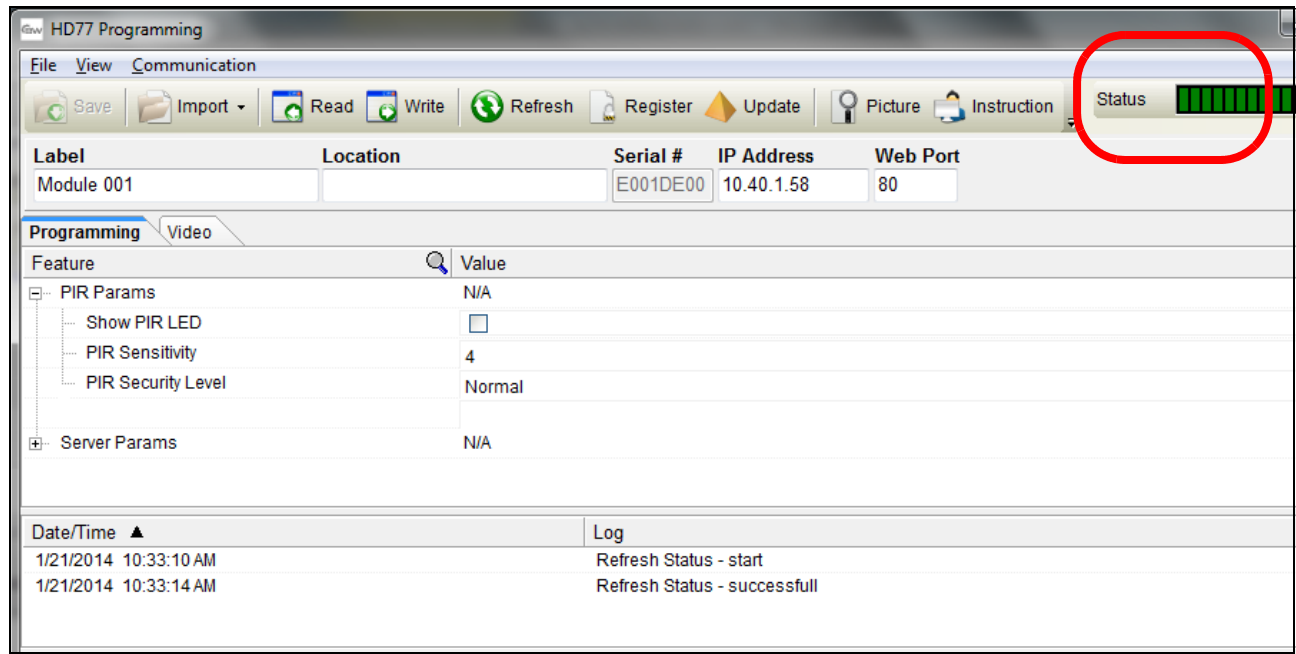 HD77 Programming
File View Communication
Save Import Read Write Refresh Register Update Picture Instruction Status
Label Location Serial # IP Address Web Port
Module 001 E001DE00 10.40.1.58 80
Programming Video
Feature Value
PIR Params N/A
Show PIR LED
PIR Sensitivity 4
PIR Security Level Normal
Server Params N/A
Date/Time Log
1/21/2014 10:33:10 AM Refresh Status - start
1/21/2014 10:33:14 AM Refresh Status - successfull